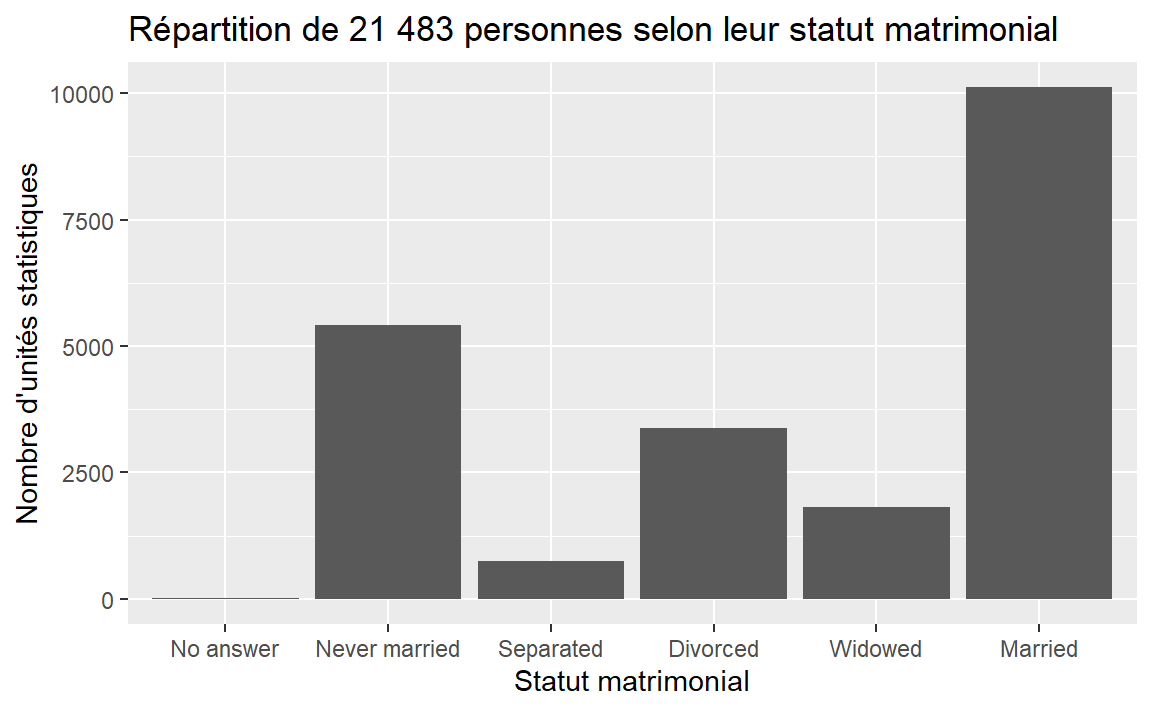 Répartition de 21 483 personnes selon leur statut matrimonial
Nombre d'unités statistiques
10000
7500
5000
2500
0
No answer Never married Separated Divorced Widowed Married
Statut matrimonial